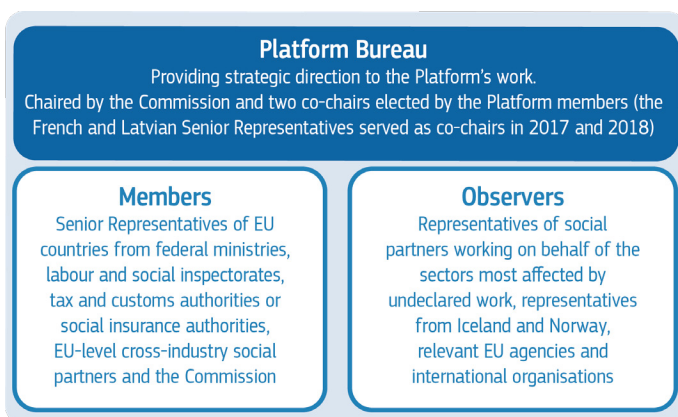 Platform Bureau
Providing strategic direction to the Platform's work.
Chaired by the Commission and two co-chairs elected by the Platform members (the
French and Latvian Senior Representatives served as co-chairs in 2017 and 2018)
Members
Senior Representatives of EU
countries from federal ministries,
labour and social inspectorates,
tax and customs authorities or
social insurance authorities,
EU-level cross-industry social
partners and the Commission
Observers
Representatives of social
partners working on behalf of the
sectors most affected by
undeclared work, representatives
from Iceland and Norway,
relevant EU agencies and
international organisations